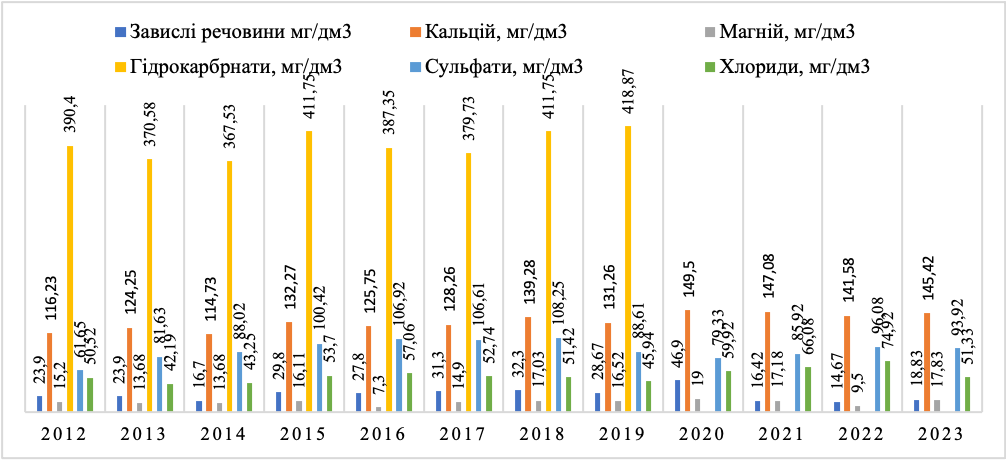 Завислі речовини мг/дм3 Кальцій, мг/дм3 Магній, мг/дм3
Гідрокарбрнати, мг/дм3 Сульфати, мг/дм3 Хлориди, мг/дм3
23,9 116,23 15,2 390,4 61,65 50,52
23,9 124,25 13,68 370,58 81,63 42,19
16,7 114,73 13,68 367,53 88,02 43,25
29,8 132,27 16,11 411,75 100,42 53,7
27,8 125,75 7,3 387,35 106,92 57,06
31,3 128,26 14,9 379,73 106,61 52,74
32,3 139,28 17,03 411,75 108,25 51,42
28,67 131,26 16,52 418,87 88,61 45,94
46,9 149,5 19 79,33 59,92
16,42 147,08 17,18 85,92 66,08
14,67 141,58 9,5 96,08 74,92
18,83 145,42 17,83 93,92 51,33
2012 2013 2014 2015 2016 2017 2018 2019 2020 2021 2022 2023